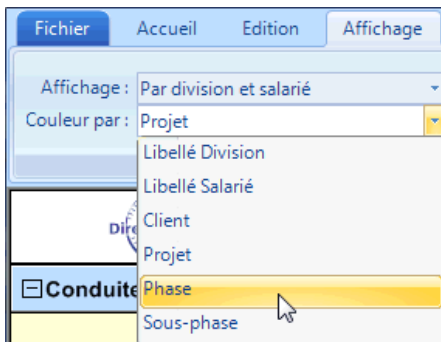 Fichier Accueil Edition Affichage
Affichage : Par division et salarié
Couleur par : Projet
Libellé Division
Libellé Salarié
Client
Projet
Phase
Sous-phase
Dire
Conduite